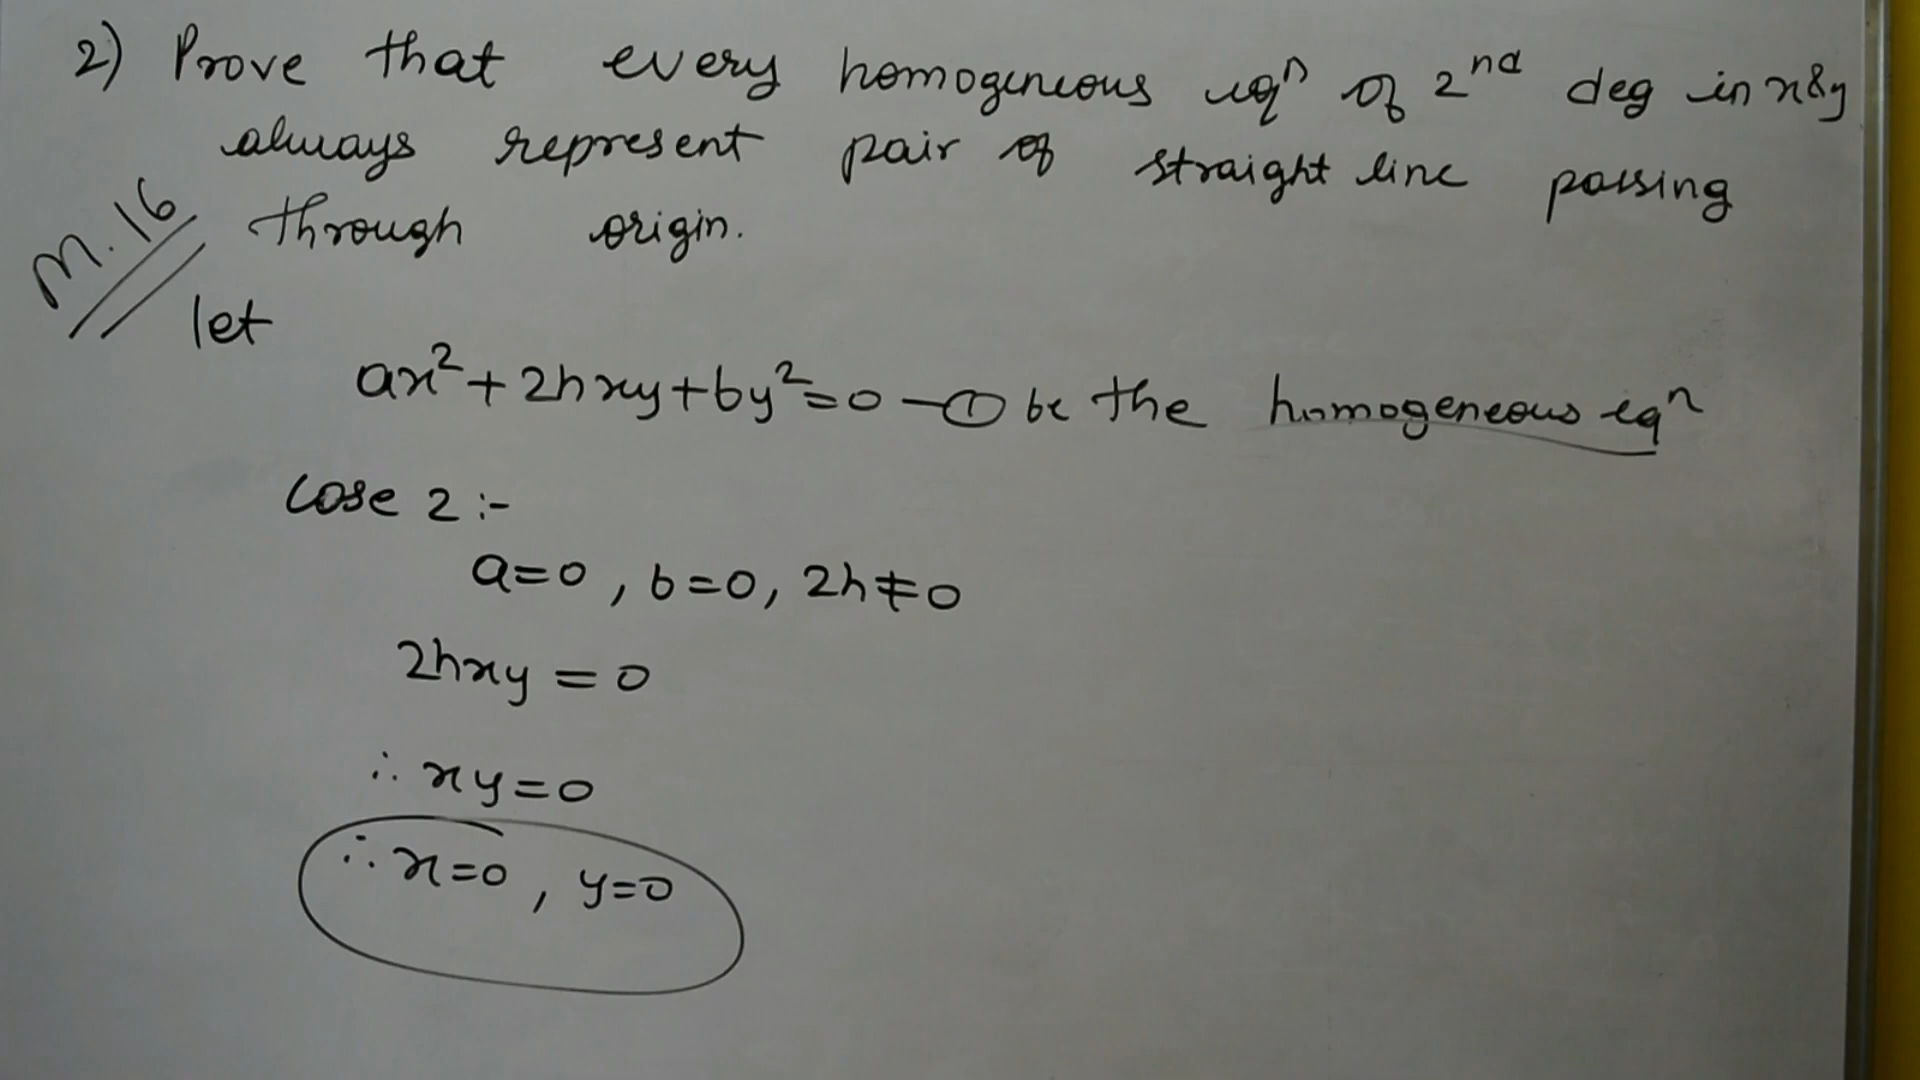 2) Prove that every homogeneous eqⁿ of 2ⁿᵈ deg in x&y
always represent pair of straight line passing
through origin.
M.16
let
ax²+2hxy+by²=0 —① be the homogeneous eqⁿ
Case 2 :-
a=0 , b=0, 2h≠0
2hxy = 0
∴ xy=0
∴ x=0 , y=0